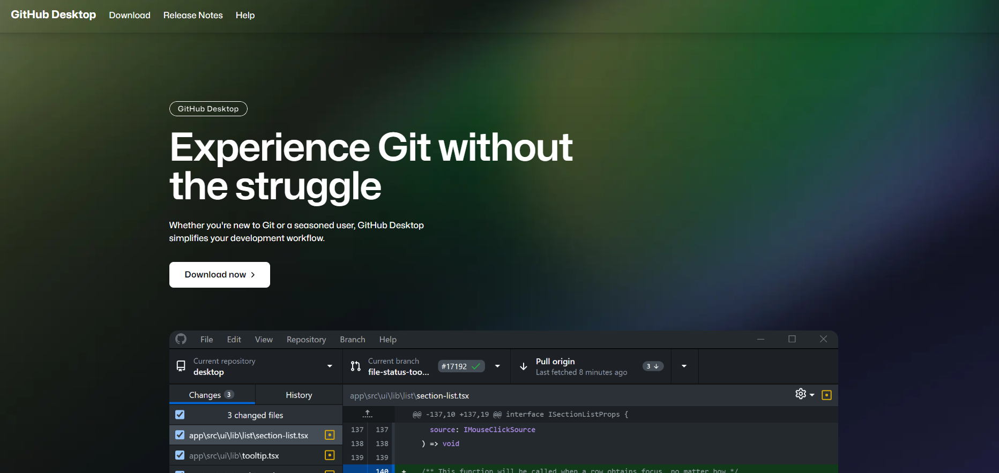 GitHub Desktop Download Release Notes Help
GitHub Desktop
Experience Git without
the struggle
Whether you're new to Git or a seasoned user, GitHub Desktop
simplifies your development workflow.
Download now
File Edit View Repository Branch Help
Current repository
desktop
Current branch
file-status-too...
#17192
Pull origin
Last fetched 8 minutes ago
3
Changes 3 History
app\src\ui\lib\list\section-list.tsx
3 changed files
app\src\ui\lib\list\section-list.tsx
app\src\ui\lib\tooltip.tsx
@@ -137,10 +137,19 @@ interface ISectionListProps {
137 137 source: IMouseClickSource
138 138 ) => void
139 139
140 + /** This function will be called when a row obtains focus, no matter how */